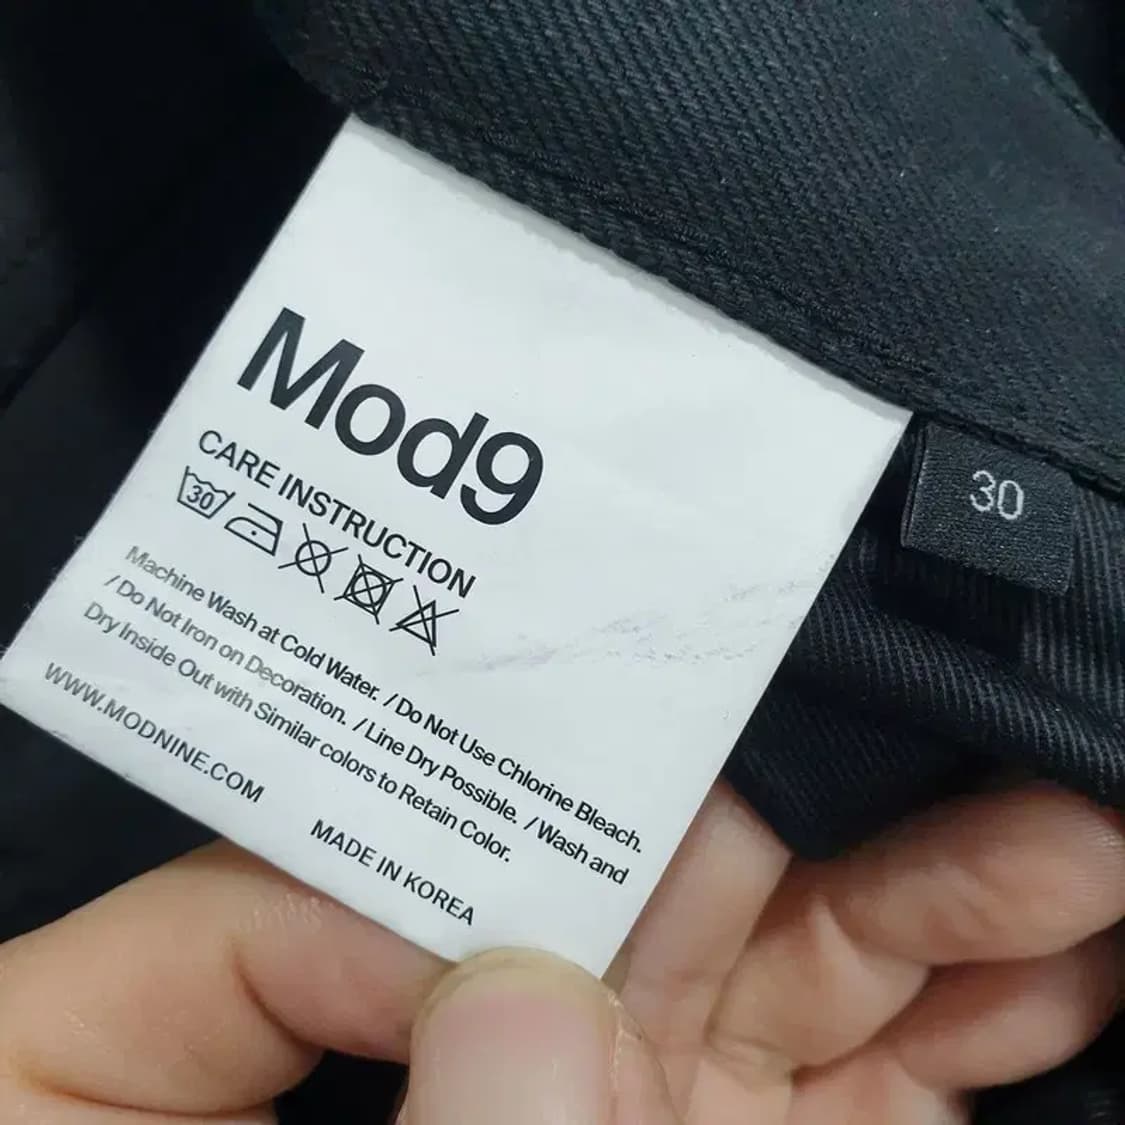 Mod9
CARE INSTRUCTION
30
Machine Wash at Cold Water. / Do Not Use Chlorine Bleach.
/ Do Not Iron on Decoration. / Line Dry Possible. / Wash and
Dry Inside Out with Similar colors to Retain Color.
WWW.MODNINE.COM
MADE IN KOREA
30